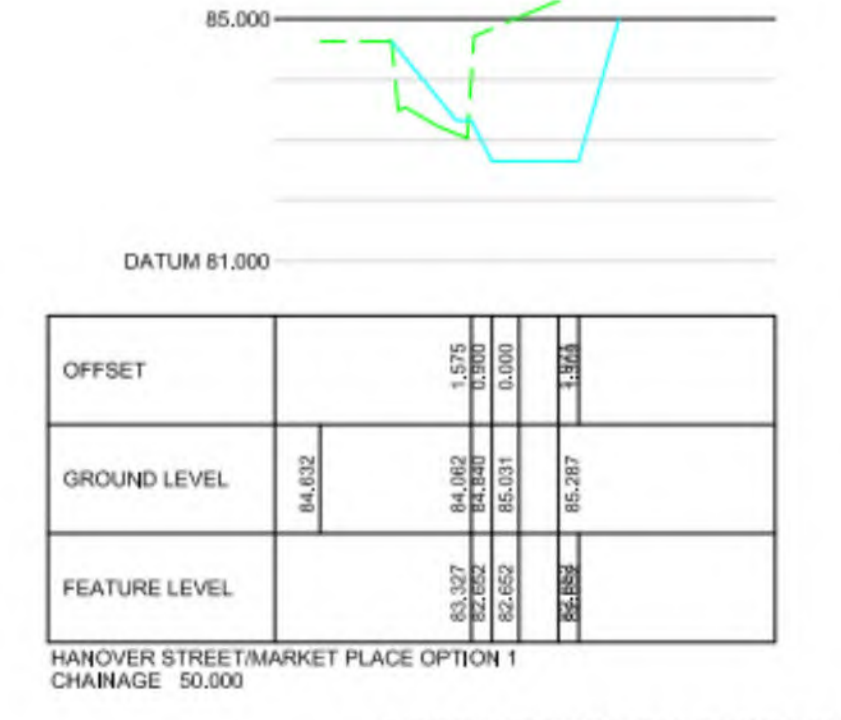 85.000
DATUM 81.000
OFFSET 1.575 0.900 0.000
GROUND LEVEL 84.632 84.062 84.840 85.031 85.287
FEATURE LEVEL 83.327 82.652 82.652
HANOVER STREET/MARKET PLACE OPTION 1
CHAINAGE 50.000